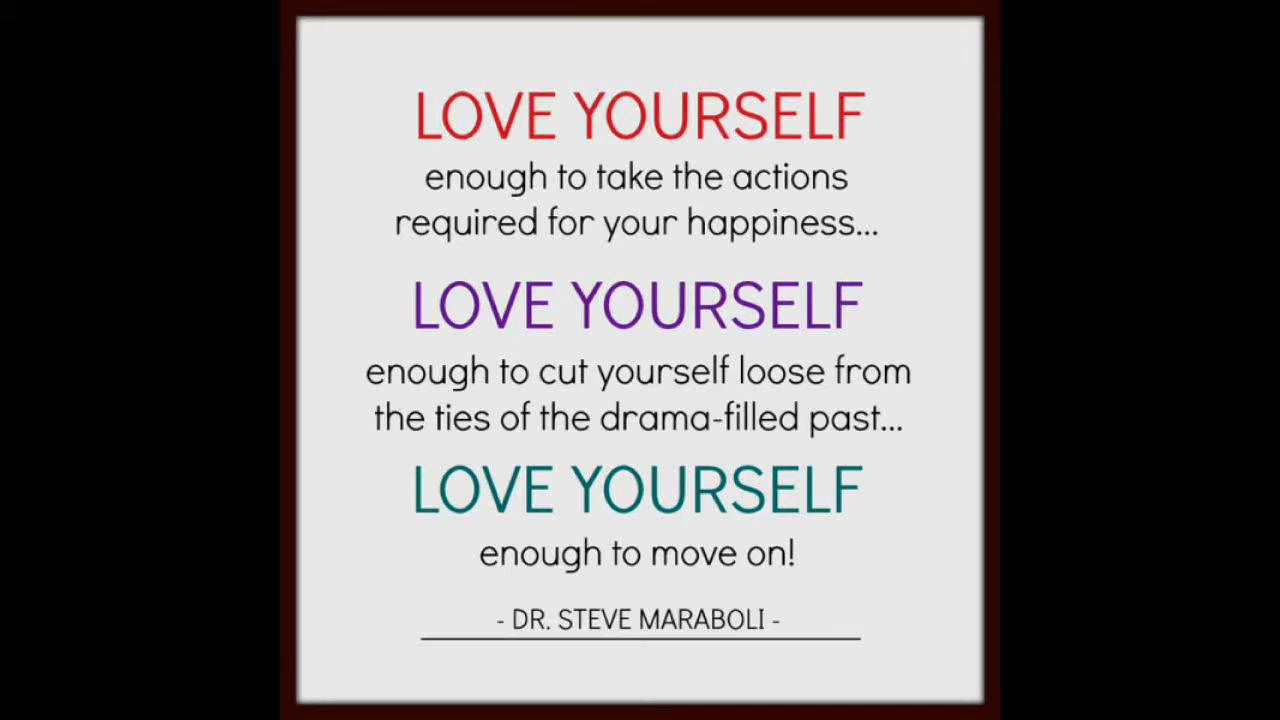 LOVE YOURSELF
enough to take the actions
required for your happiness...
LOVE YOURSELF
enough to cut yourself loose from
the ties of the drama-filled past...
LOVE YOURSELF
enough to move on!
- DR. STEVE MARABOLI -